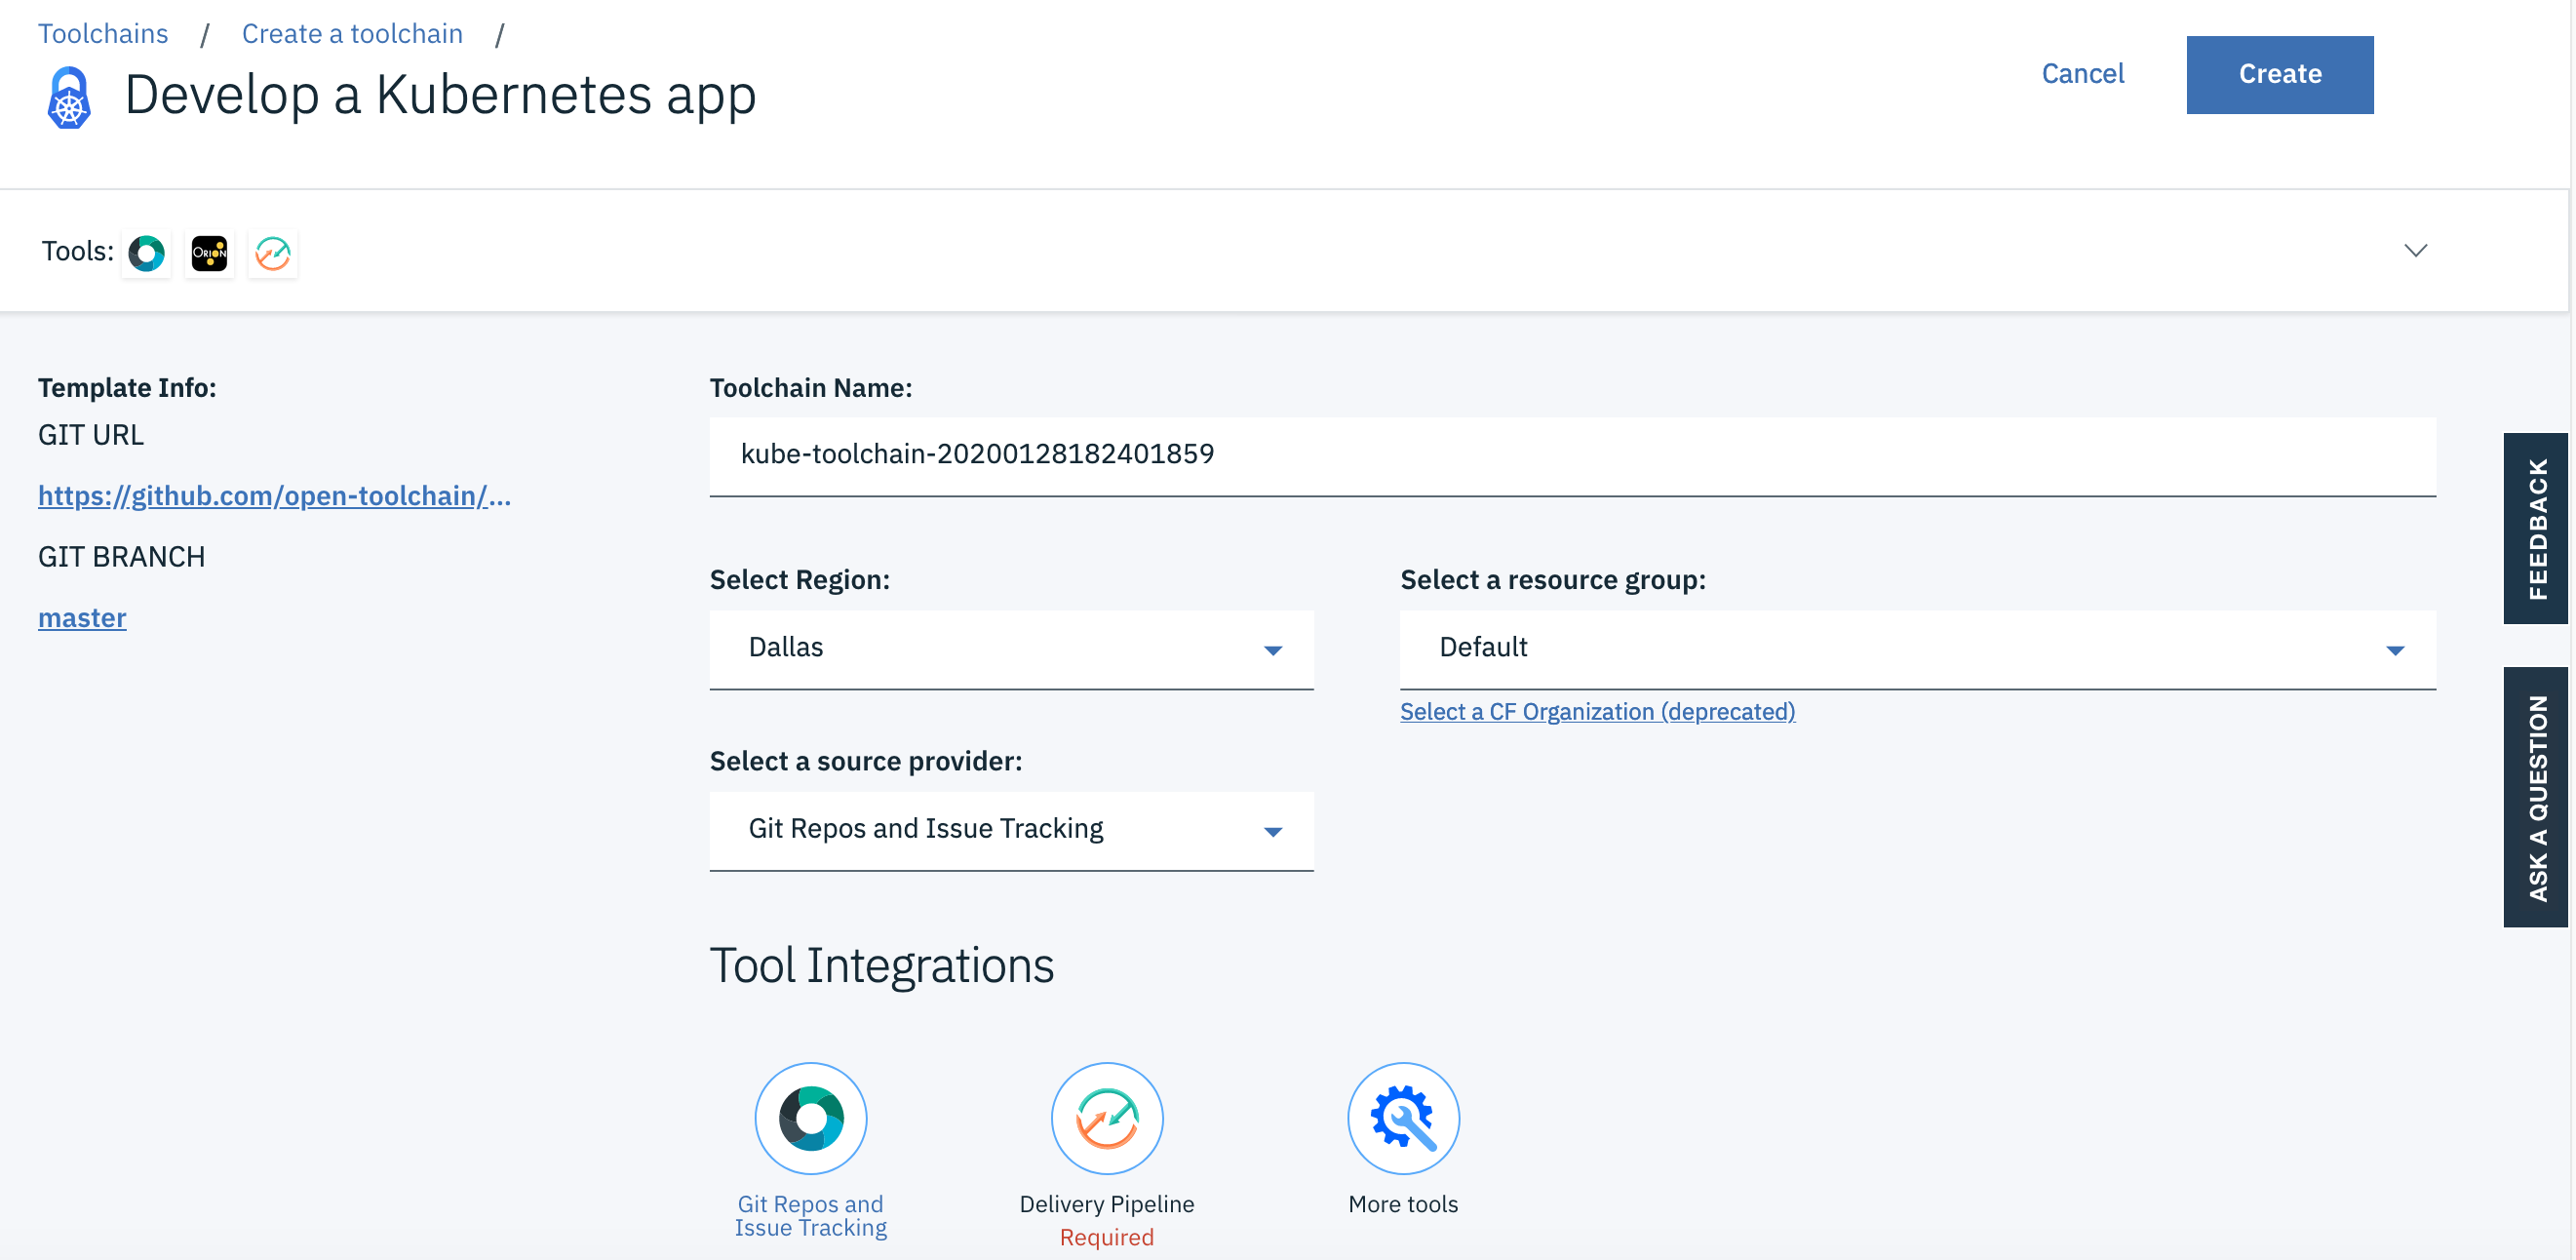 Toolchains / Create a toolchain /
Develop a Kubernetes app
Cancel
Create
Tools:
ORION
Template Info:
GIT URL
https://github.com/open-toolchain/...
GIT BRANCH
master
Toolchain Name:
kube-toolchain-20200128182401859
Select Region:
Dallas
Select a resource group:
Default
Select a CF Organization (deprecated)
Select a source provider:
Git Repos and Issue Tracking
Tool Integrations
Git Repos and
Issue Tracking
Delivery Pipeline
Required
More tools
FEEDBACK
ASK A QUESTION